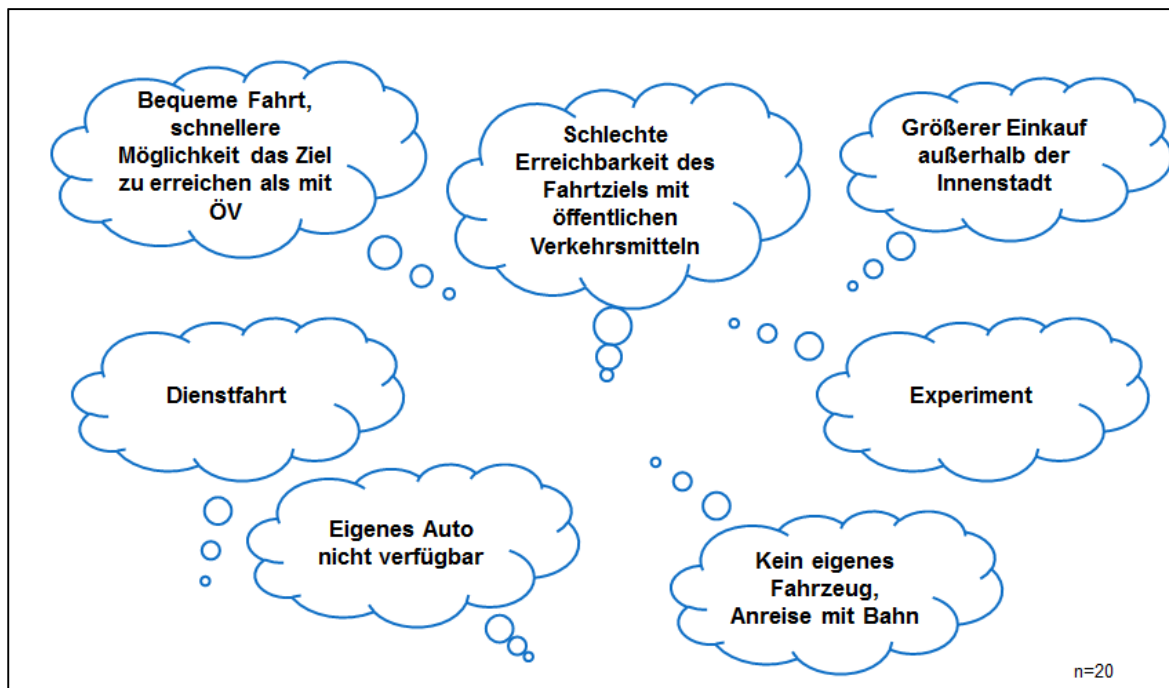 Bequeme Fahrt,
schnellere
Möglichkeit das Ziel
zu erreichen als mit
ÖV
Schlechte
Erreichbarkeit des
Fahrtziels mit
öffentlichen
Verkehrsmitteln
Größerer Einkauf
außerhalb der
Innenstadt
Dienstfahrt
Experiment
Eigenes Auto
nicht verfügbar
Kein eigenes
Fahrzeug,
Anreise mit Bahn
n=20